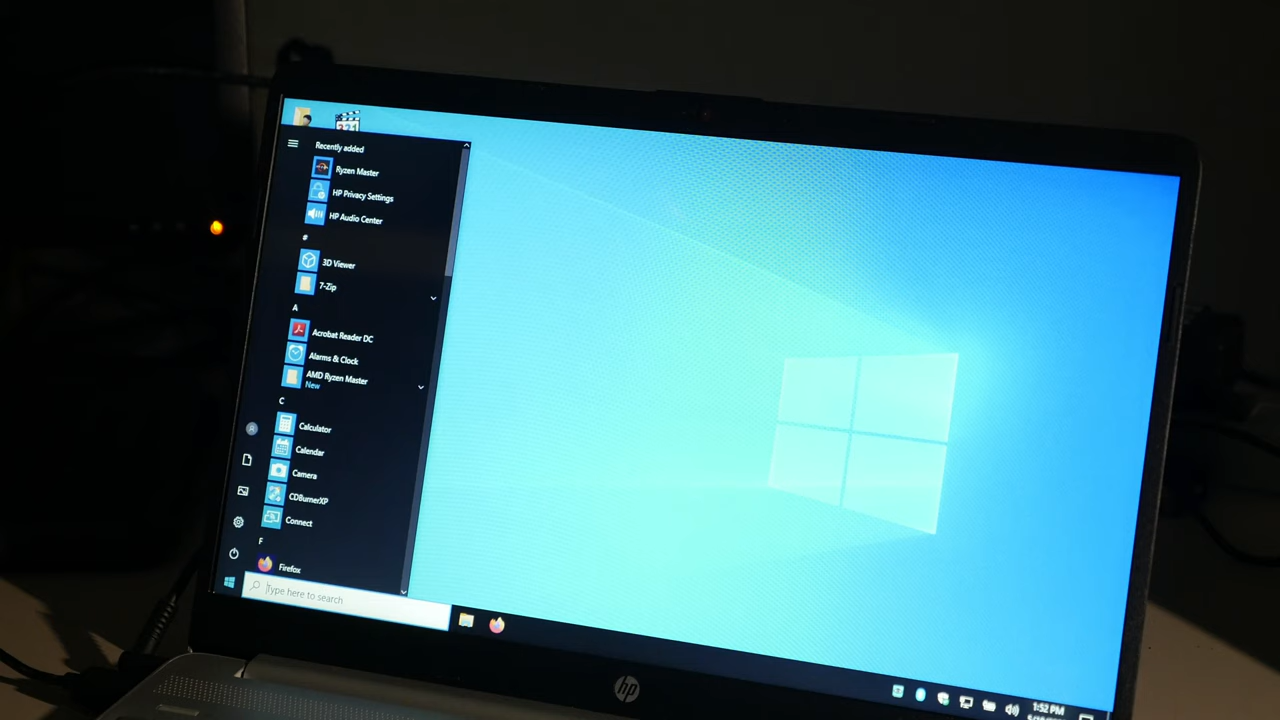 321
Recently added
Ryzen Master
HP Privacy Settings
HP Audio Center
#
3D Viewer
7-Zip
A
Acrobat Reader DC
Alarms & Clock
AMD Ryzen Master
New
C
Calculator
Calendar
Camera
CDBurnerXP
Connect
F
Firefox
Type here to search
1:52 PM
hp